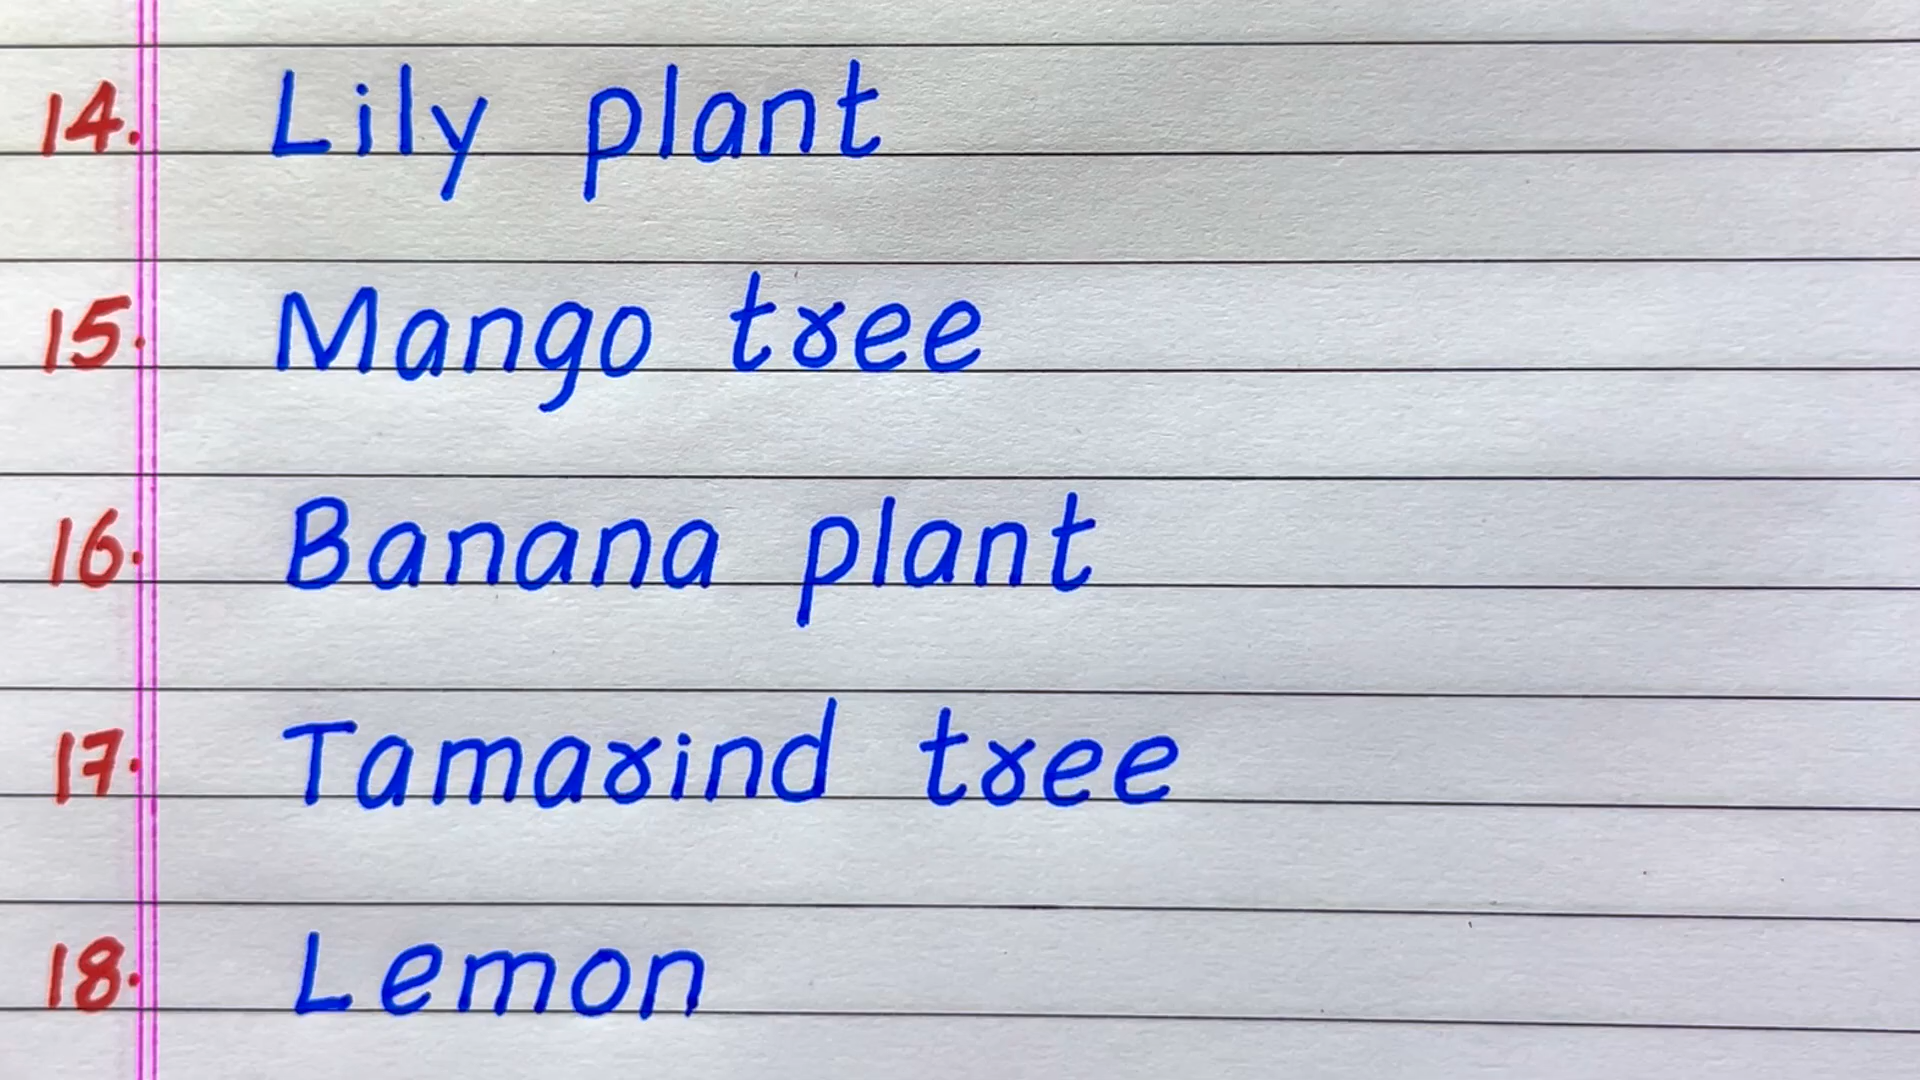 14. Lily plant
15. Mango tree
16. Banana plant
17. Tamarind tree
18. Lemon